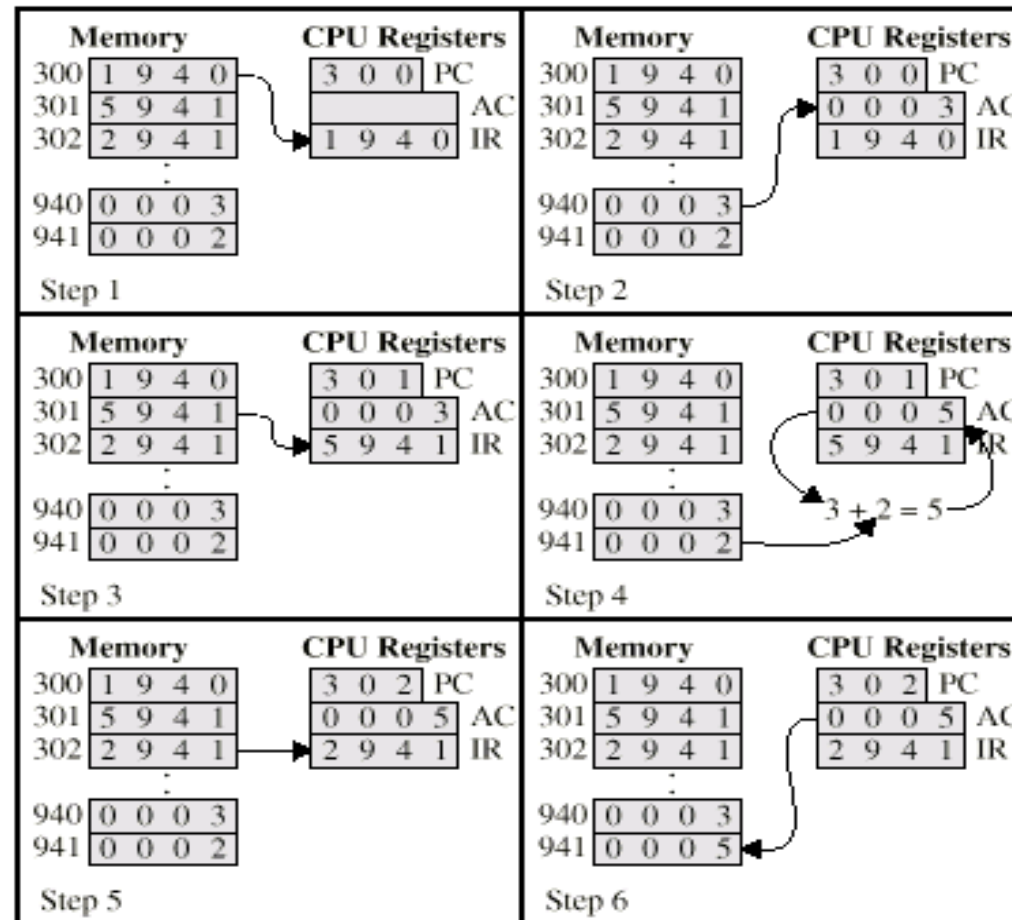 Memory CPU Registers
300 1 9 4 0 3 0 0 PC
301 5 9 4 1 AC
302 2 9 4 1 1 9 4 0 IR
940 0 0 0 3
941 0 0 0 2
Step 1
Memory CPU Registers
300 1 9 4 0 3 0 0 PC
301 5 9 4 1 0 0 0 3 AC
302 2 9 4 1 1 9 4 0 IR
940 0 0 0 3
941 0 0 0 2
Step 2
Memory CPU Registers
300 1 9 4 0 3 0 1 PC
301 5 9 4 1 0 0 0 3 AC
302 2 9 4 1 5 9 4 1 IR
940 0 0 0 3
941 0 0 0 2
Step 3
Memory CPU Registers
300 1 9 4 0 3 0 1 PC
301 5 9 4 1 0 0 0 5 AC
302 2 9 4 1 5 9 4 1 IR
940 0 0 0 3 3 + 2 = 5
941 0 0 0 2
Step 4
Memory CPU Registers
300 1 9 4 0 3 0 2 PC
301 5 9 4 1 0 0 0 5 AC
302 2 9 4 1 2 9 4 1 IR
940 0 0 0 3
941 0 0 0 2
Step 5
Memory CPU Registers
300 1 9 4 0 3 0 2 PC
301 5 9 4 1 0 0 0 5 AC
302 2 9 4 1 2 9 4 1 IR
940 0 0 0 3
941 0 0 0 5
Step 6